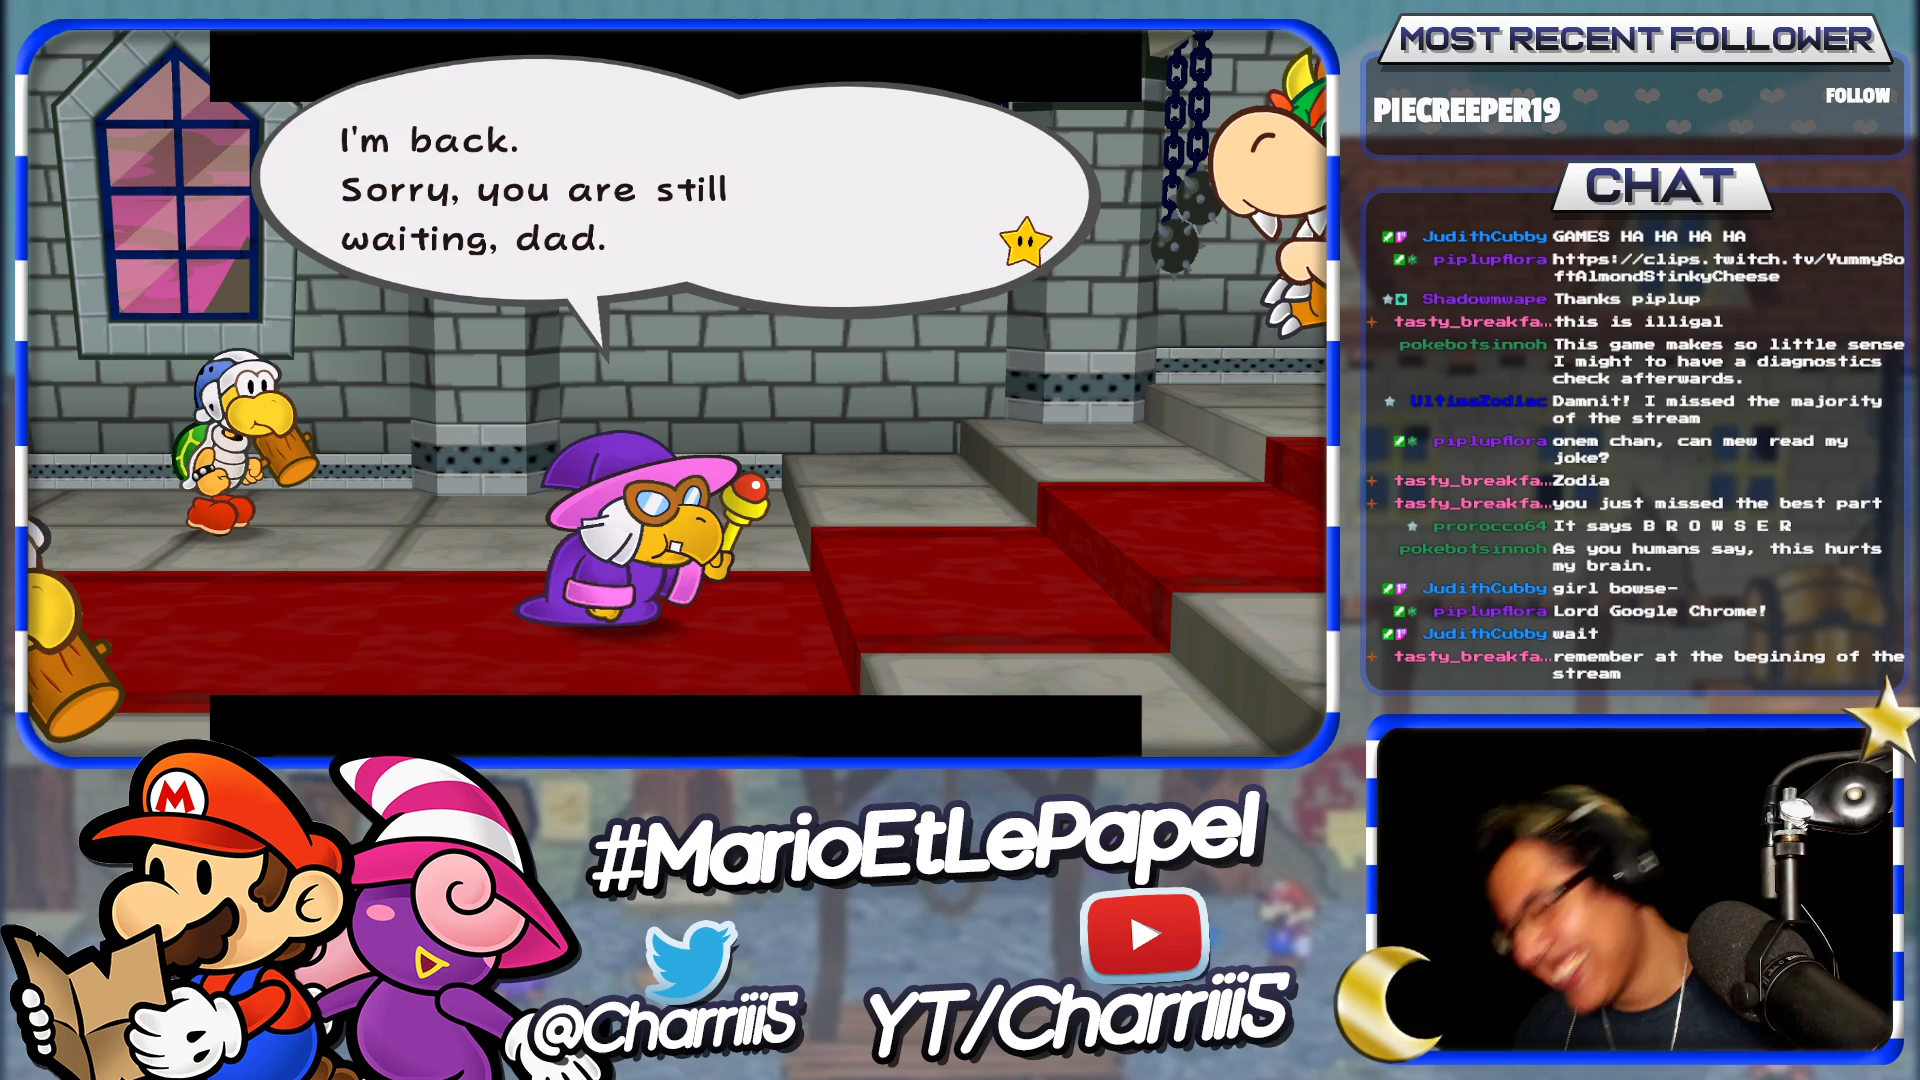 I'm back.
Sorry, you are still
waiting, dad.
MOST RECENT FOLLOWER
PIECREEPER19
FOLLOW
CHAT
JudithCubby GAMES HA HA HA HA
piplupflora https://clips.twitch.tv/YummySo
ftAlmondStinkyCheese
Shadowmwape Thanks piplup
tasty_breakfa... this is illigal
pokebotsinnoh This game makes so little sense
I might to have a diagnostics
check afterwards.
UltimaZodiac Damnit! I missed the majority
of the stream
piplupflora onem chan, can mew read my
joke?
tasty_breakfa... Zodia
tasty_breakfa... you just missed the best part
prorocco64 It says B R O W S E R
pokebotsinnoh As you humans say, this hurts
my brain.
JudithCubby girl bowse-
piplupflora Lord Google Chrome!
JudithCubby wait
tasty_breakfa... remember at the begining of the
stream
M
#MarioEtLePapel
@Charriii5
YT/Charriii5